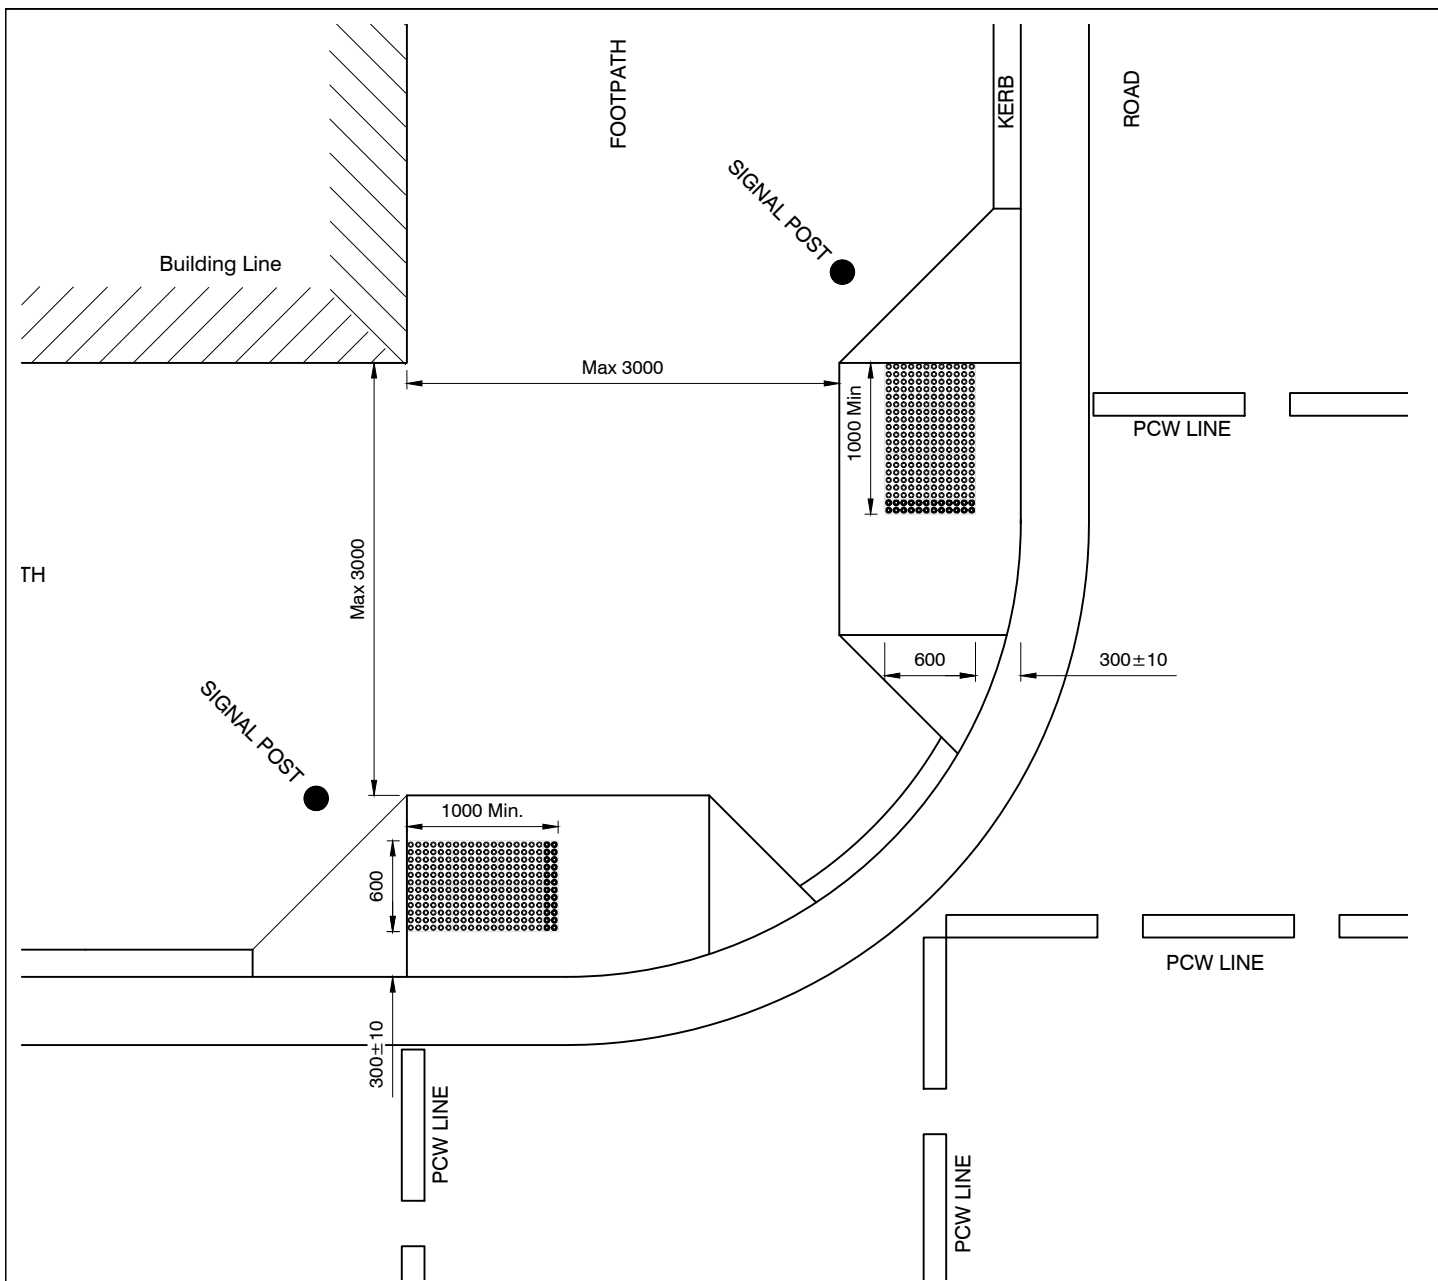 FOOTPATH
KERB
ROAD
SIGNAL POST
Building Line
Max 3000
1000 Min
PCW LINE
Max 3000
TH
600
300±10
SIGNAL POST
1000 Min.
600
PCW LINE
300±10
PCW LINE
PCW LINE